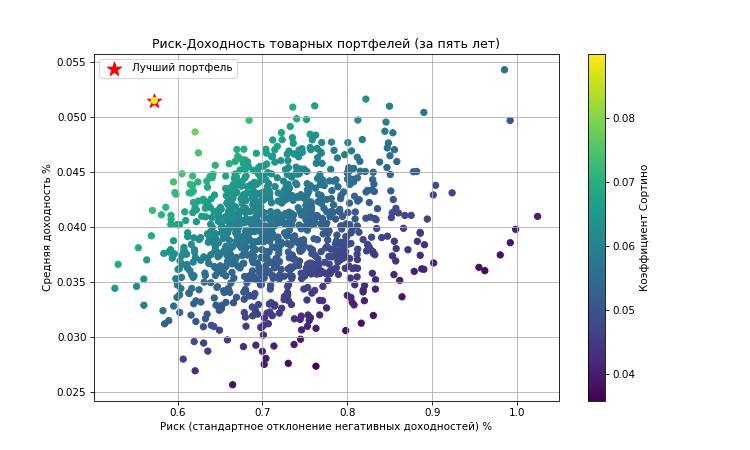 Риск-Доходность товарных портфелей (за пять лет)
Лучший портфель
Средняя доходность %
0.055
0.050
0.045
0.040
0.035
0.030
0.025
0.6 0.7 0.8 0.9 1.0
Риск (стандартное отклонение негативных доходностей) %
0.08
0.07
0.06
0.05
0.04
Коэффициент Сортино